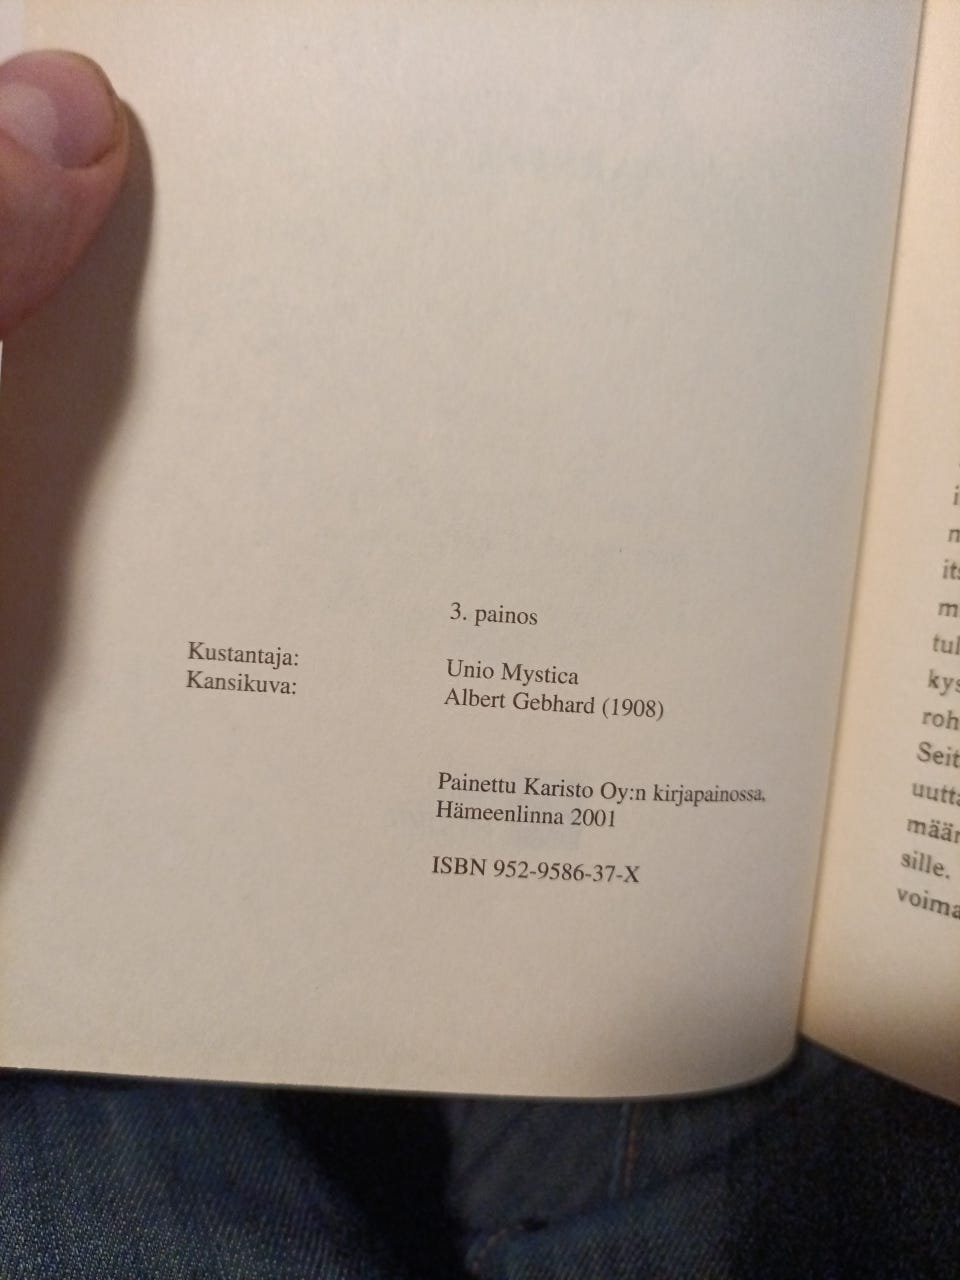 3. painos
Kustantaja: Unio Mystica
Kansikuva: Albert Gebhard (1908)
Painettu Karisto Oy:n kirjapainossa,
Hämeenlinna 2001
ISBN 952-9586-37-X
sille.